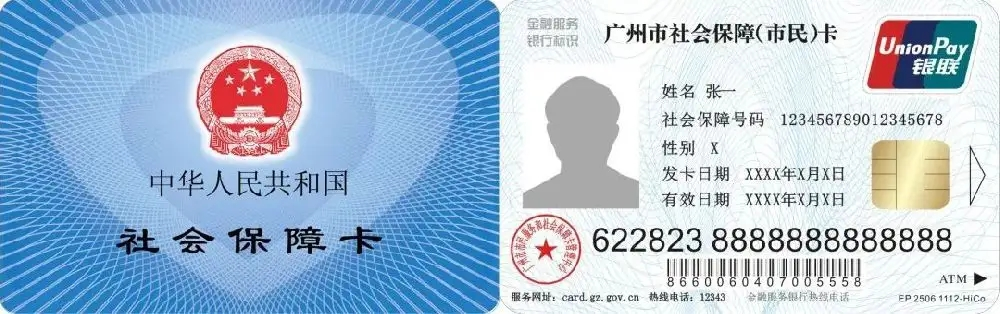 中华人民共和国
社会保障卡
金融服务
银行标识
广州市社会保障(市民)卡
UnionPay
银联
姓名 张一
社会保障号码 123456789012345678
性别 X
发卡日期 XXXX年X月X日
有效日期 XXXX年X月X日
622823 8888888888888
8660060407005558
ATM
服务网址: card.gz.gov.cn 热线电话: 12343 金融服务银行热线电话
EP 2506 1112-HiCo